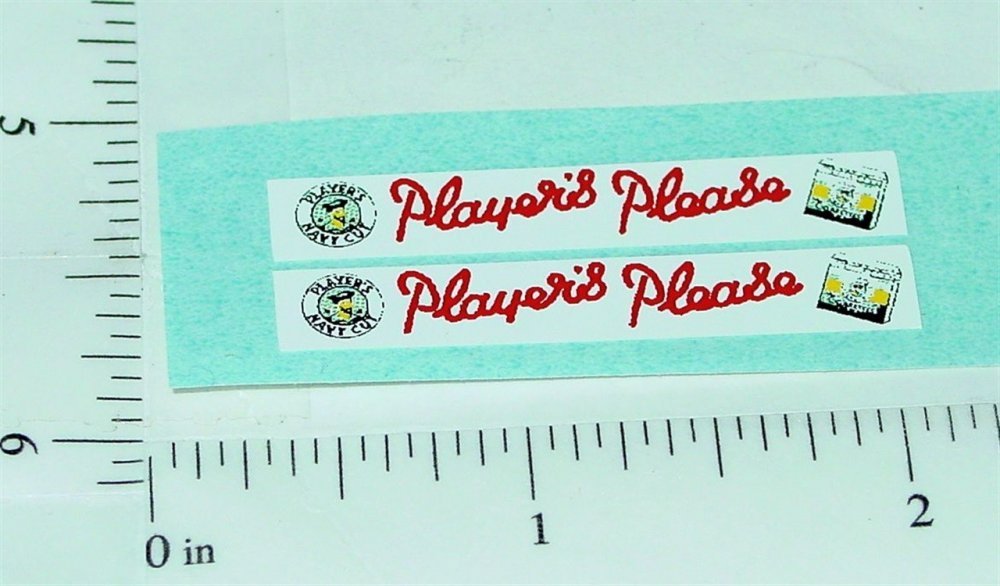 PLAYER'S
NAVY CUT
Player's Please
PLAYER'S
NAVY CUT
Player's Please
5
6
0 in
1
2